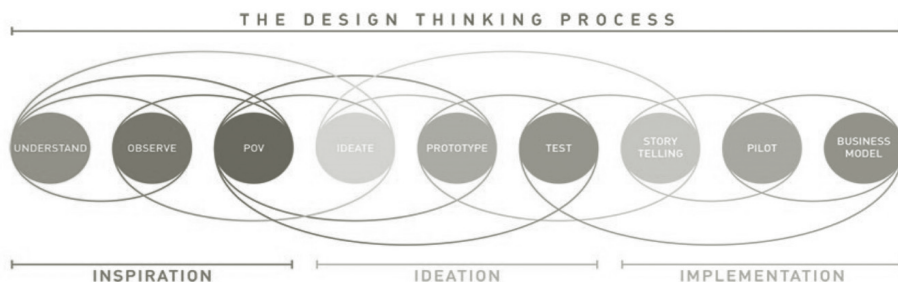 THE DESIGN THINKING PROCESS
UNDERSTAND
OBSERVE
POV
IDEATE
PROTOTYPE
TEST
STORY
TELLING
PILOT
BUSINESS
MODEL
INSPIRATION
IDEATION
IMPLEMENTATION